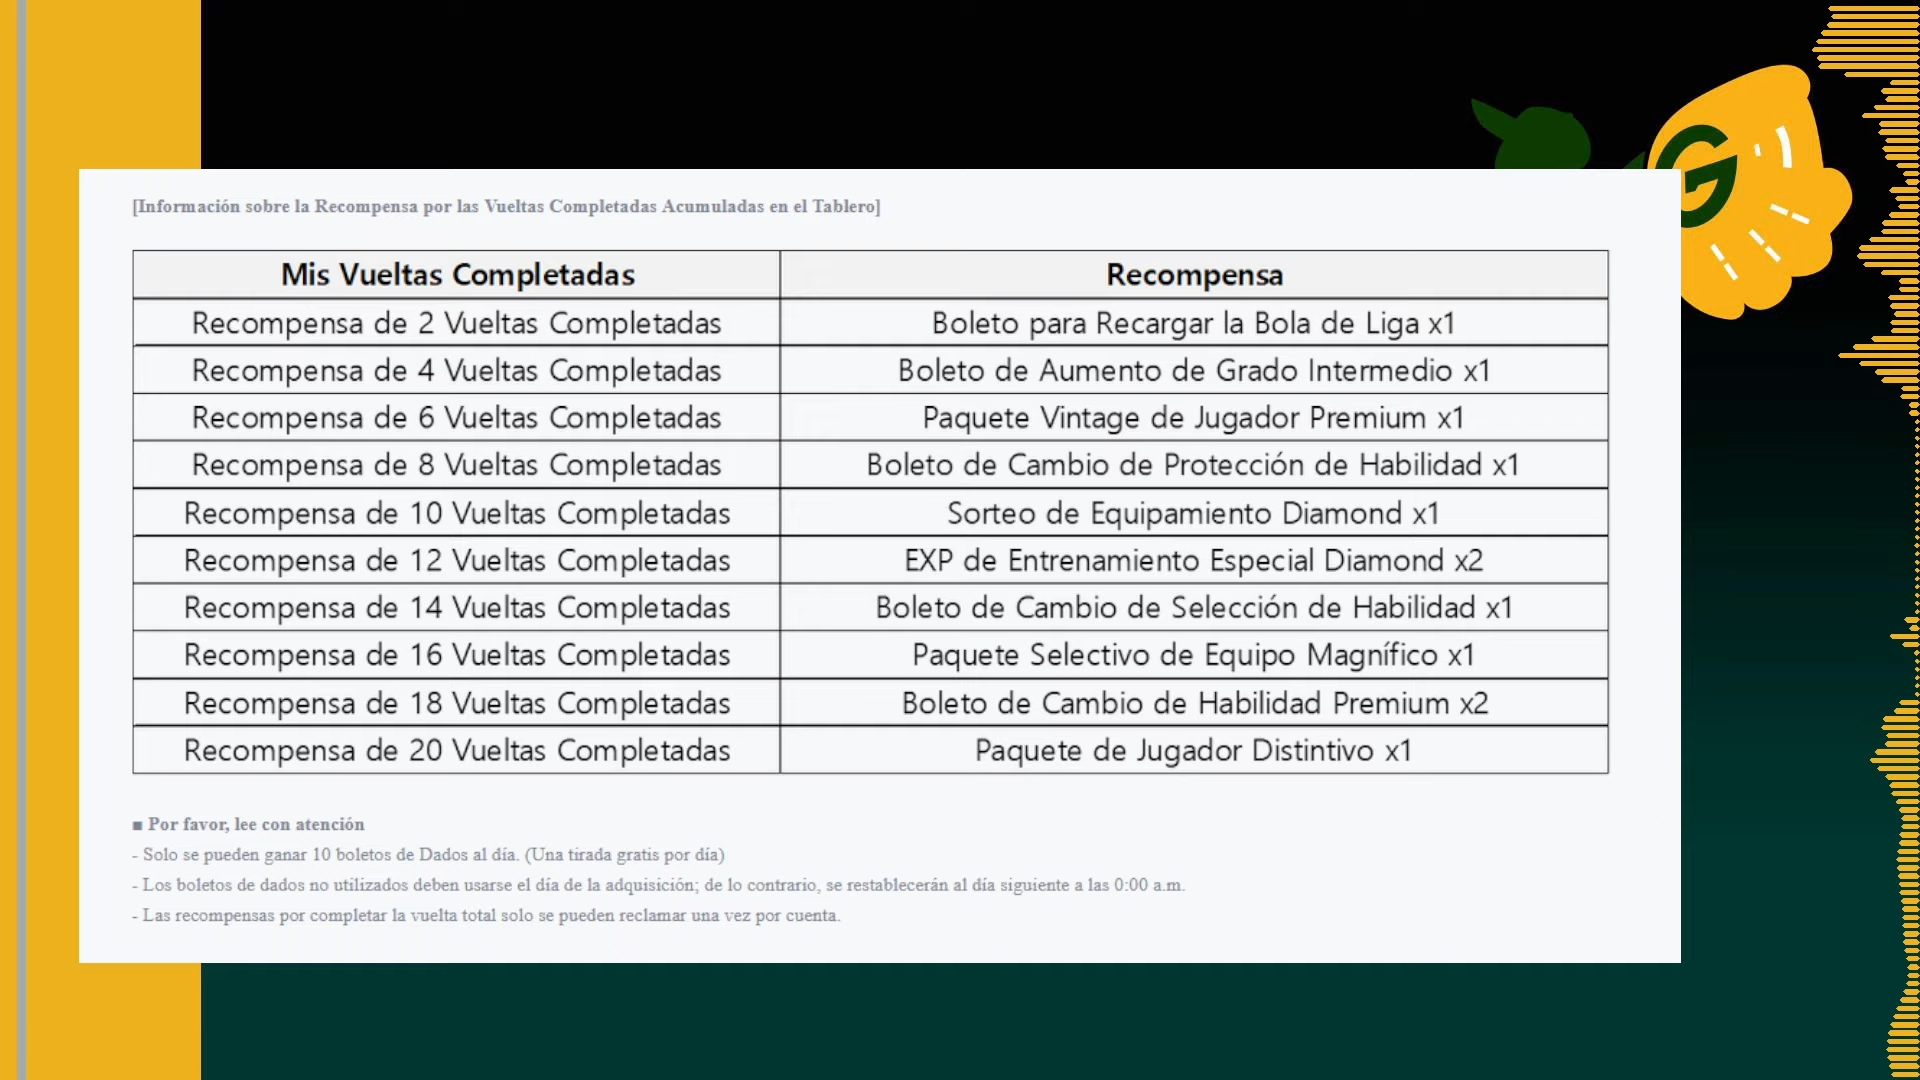 [Información sobre la Recompensa por las Vueltas Completadas Acumuladas en el Tablero]
Mis Vueltas Completadas Recompensa
Recompensa de 2 Vueltas Completadas Boleto para Recargar la Bola de Liga x1
Recompensa de 4 Vueltas Completadas Boleto de Aumento de Grado Intermedio x1
Recompensa de 6 Vueltas Completadas Paquete Vintage de Jugador Premium x1
Recompensa de 8 Vueltas Completadas Boleto de Cambio de Protección de Habilidad x1
Recompensa de 10 Vueltas Completadas Sorteo de Equipamiento Diamond x1
Recompensa de 12 Vueltas Completadas EXP de Entrenamiento Especial Diamond x2
Recompensa de 14 Vueltas Completadas Boleto de Cambio de Selección de Habilidad x1
Recompensa de 16 Vueltas Completadas Paquete Selectivo de Equipo Magnífico x1
Recompensa de 18 Vueltas Completadas Boleto de Cambio de Habilidad Premium x2
Recompensa de 20 Vueltas Completadas Paquete de Jugador Distintivo x1
■ Por favor, lee con atención
- Solo se pueden ganar 10 boletos de Dados al día. (Una tirada gratis por día)
- Los boletos de dados no utilizados deben usarse el día de la adquisición; de lo contrario, se restablecerán al día siguiente a las 0:00 a.m.
- Las recompensas por completar la vuelta total solo se pueden reclamar una vez por cuenta.
G